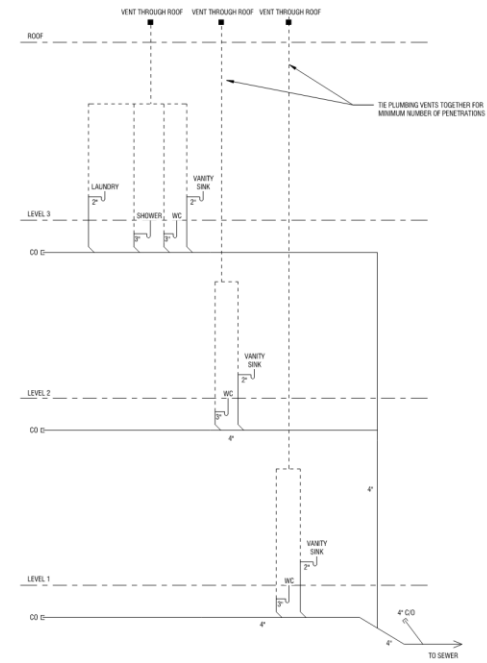 VENT THROUGH ROOF VENT THROUGH ROOF VENT THROUGH ROOF
ROOF
TIE PLUMBING VENTS TOGETHER FOR
MINIMUM NUMBER OF PENETRATIONS
LAUNDRY
2"
VANITY
SINK
2"
SHOWER
3"
WC
3"
LEVEL 3
CO
VANITY
SINK
2"
LEVEL 2
WC
3"
CO
4"
4"
VANITY
SINK
2"
LEVEL 1
WC
3"
CO
4"
4" C/O
4"
TO SEWER